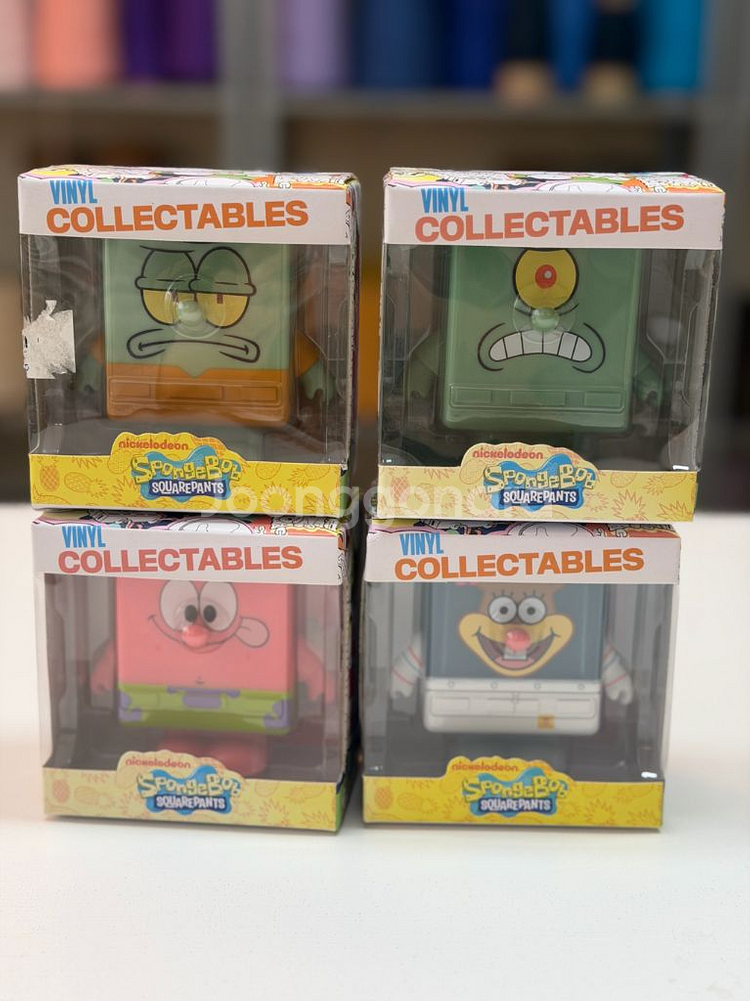 VINYL
COLLECTABLES
nickelodeon
SpongeBob
SQUAREPANTS
VINYL
COLLECTABLES
nickelodeon
SpongeBob
SQUAREPANTS
Joonggonara
VINYL
COLLECTABLES
nickelodeon
SpongeBob
SQUAREPANTS
VINYL
COLLECTABLES
nickelodeon
SpongeBob
SQUAREPANTS